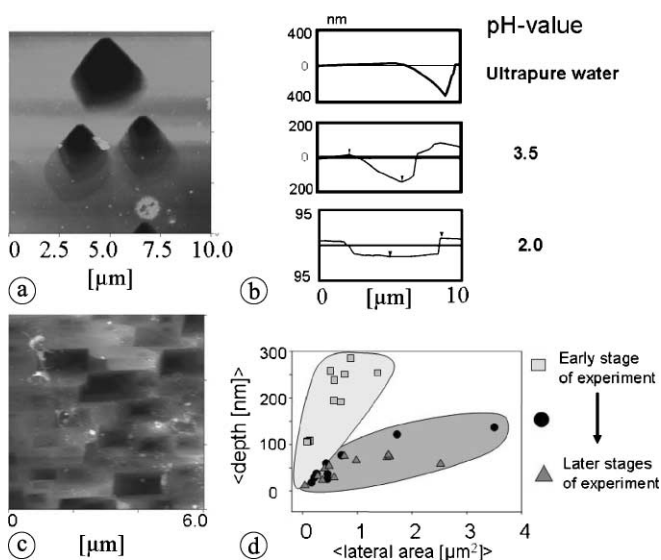 0 2.5 5.0 7.5 10.0
[µm]
a
nm
pH-value
400
0
400
Ultrapure water
200
0
200
3.5
95
95
2.0
0 [µm] 10
b
0 6.0
[µm]
c
<depth [nm]>
300
200
100
0
0 1 2 3 4
<lateral area [µm²]>
d
Early stage
of experiment
Later stages
of experiment